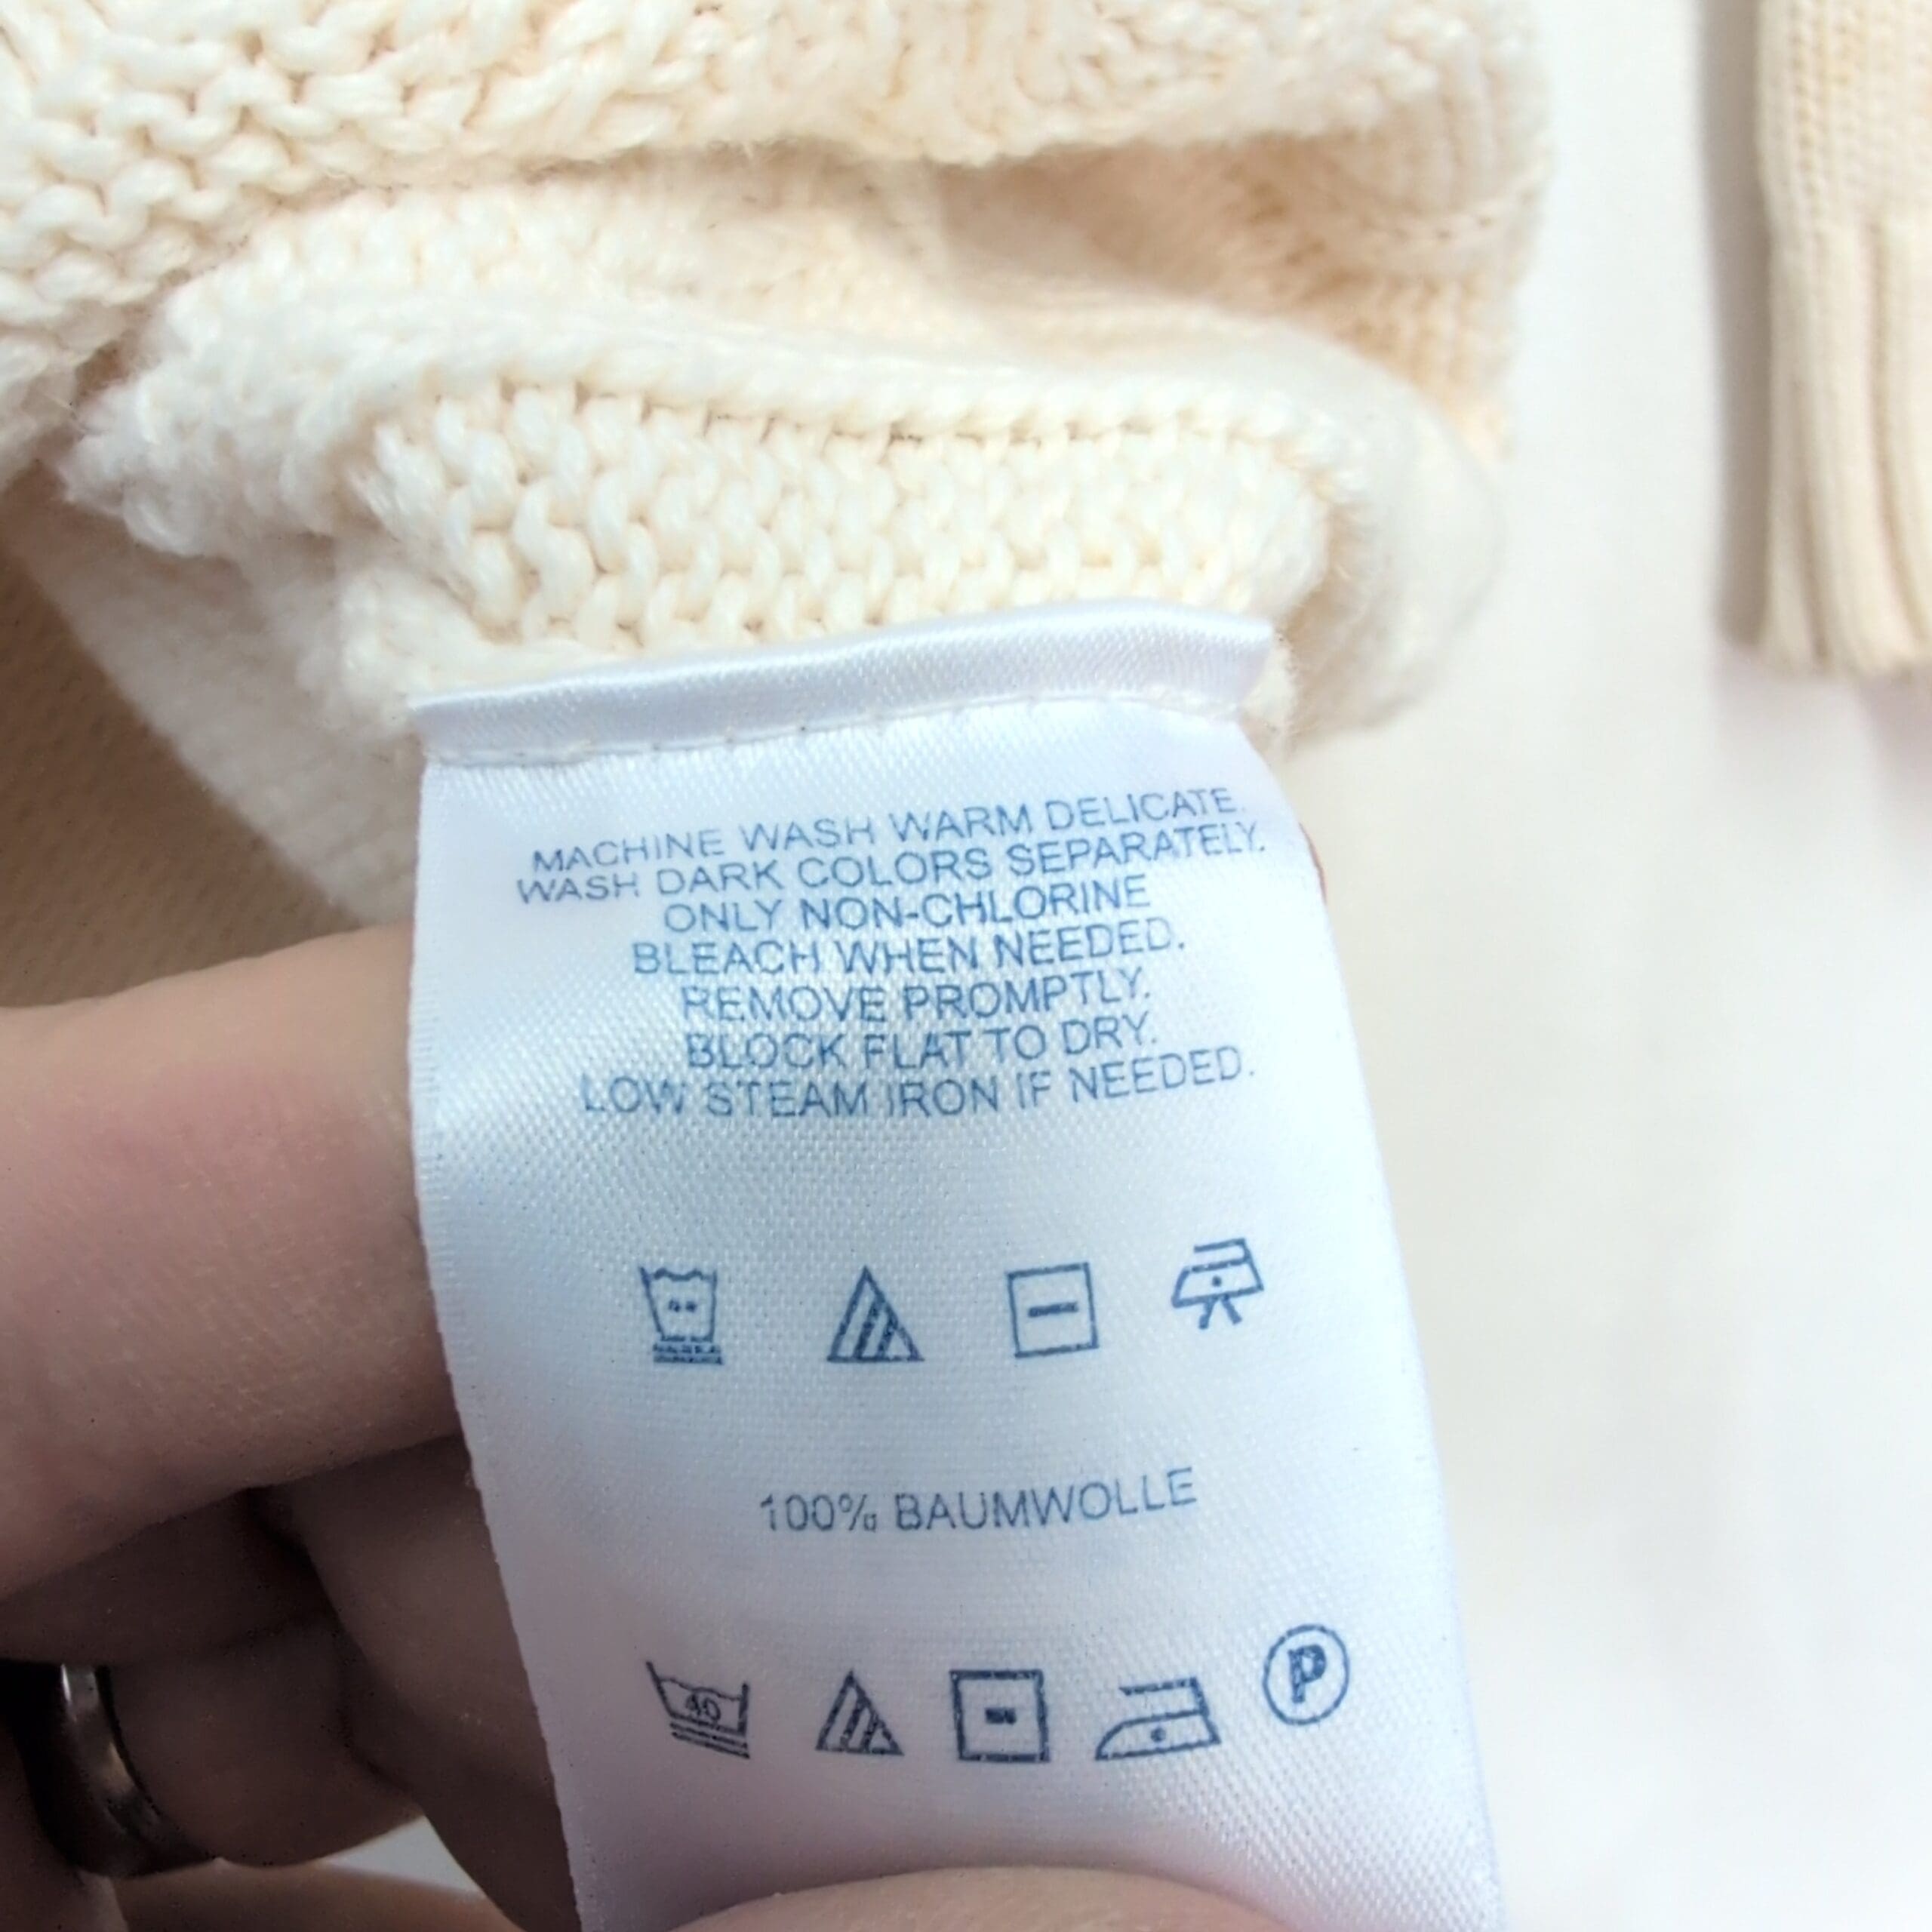 MACHINE WASH WARM DELICATE.
WASH DARK COLORS SEPARATELY.
ONLY NON-CHLORINE
BLEACH WHEN NEEDED.
REMOVE PROMPTLY.
BLOCK FLAT TO DRY.
LOW STEAM IRON IF NEEDED.
100% BAUMWOLLE
40
P